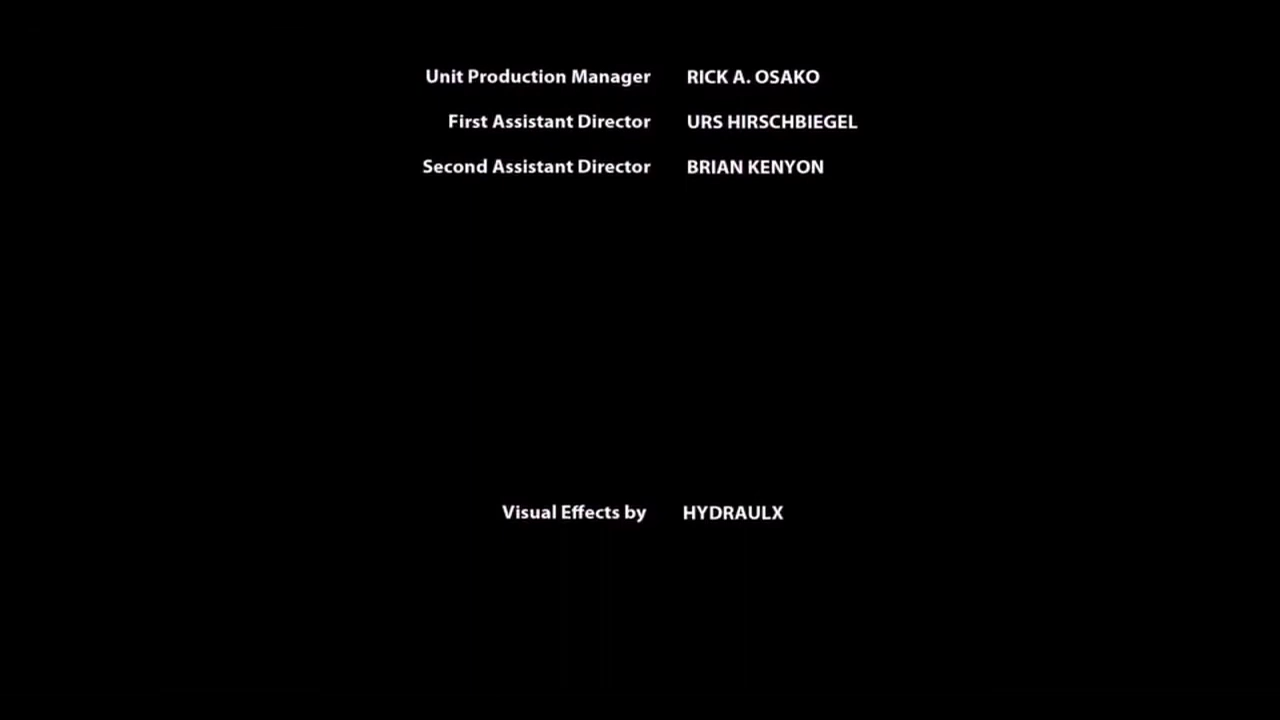 Unit Production Manager RICK A. OSAKO
First Assistant Director URS HIRSCHBIEGEL
Second Assistant Director BRIAN KENYON
Visual Effects by HYDRAULX